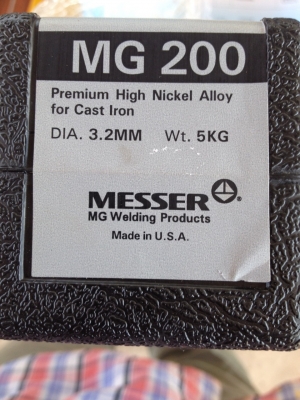 MG 200
Premium High Nickel Alloy
for Cast Iron
DIA. 3.2MM Wt. 5KG
MESSER®
MG Welding Products
Made in U.S.A.